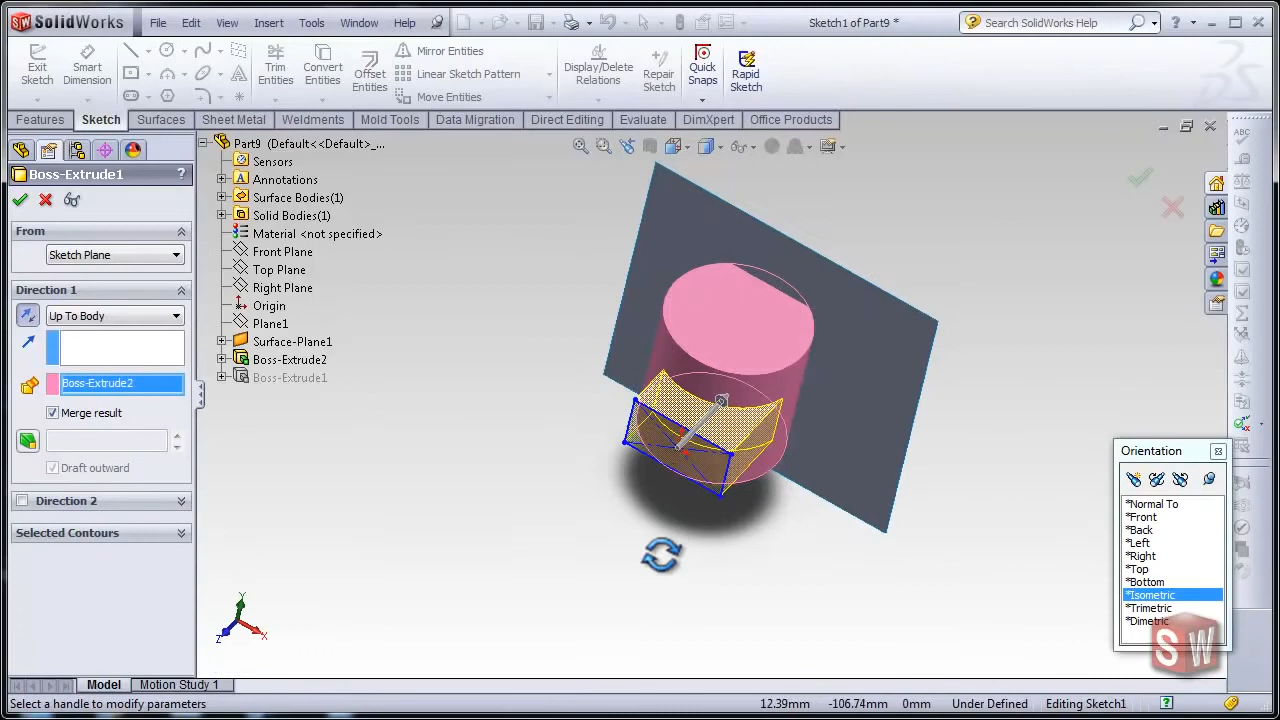 SolidWorks File Edit View Insert Tools Window Help Sketch1 of Part9 * Search SolidWorks Help
Exit Sketch
Smart Dimension
Trim Entities
Convert Entities
Offset Entities
Mirror Entities
Linear Sketch Pattern
Move Entities
Display/Delete Relations
Repair Sketch
Quick Snaps
Rapid Sketch
Features Sketch Surfaces Sheet Metal Weldments Mold Tools Data Migration Direct Editing Evaluate DimXpert Office Products
Boss-Extrude1 ?
From
Sketch Plane
Direction 1
Up To Body
Boss-Extrude2
Merge result
Draft outward
Direction 2
Selected Contours
Part9 (Default<<Default>_...
Sensors
Annotations
Surface Bodies(1)
Solid Bodies(1)
Material <not specified>
Front Plane
Top Plane
Right Plane
Origin
Plane1
Surface-Plane1
Boss-Extrude2
Boss-Extrude1
Y
Z
X
Orientation
*Normal To
*Front
*Back
*Left
*Right
*Top
*Bottom
*Isometric
*Trimetric
*Dimetric
SW
ABC
Model Motion Study 1
Select a handle to modify parameters 12.39mm -106.74mm 0mm Under Defined Editing Sketch1